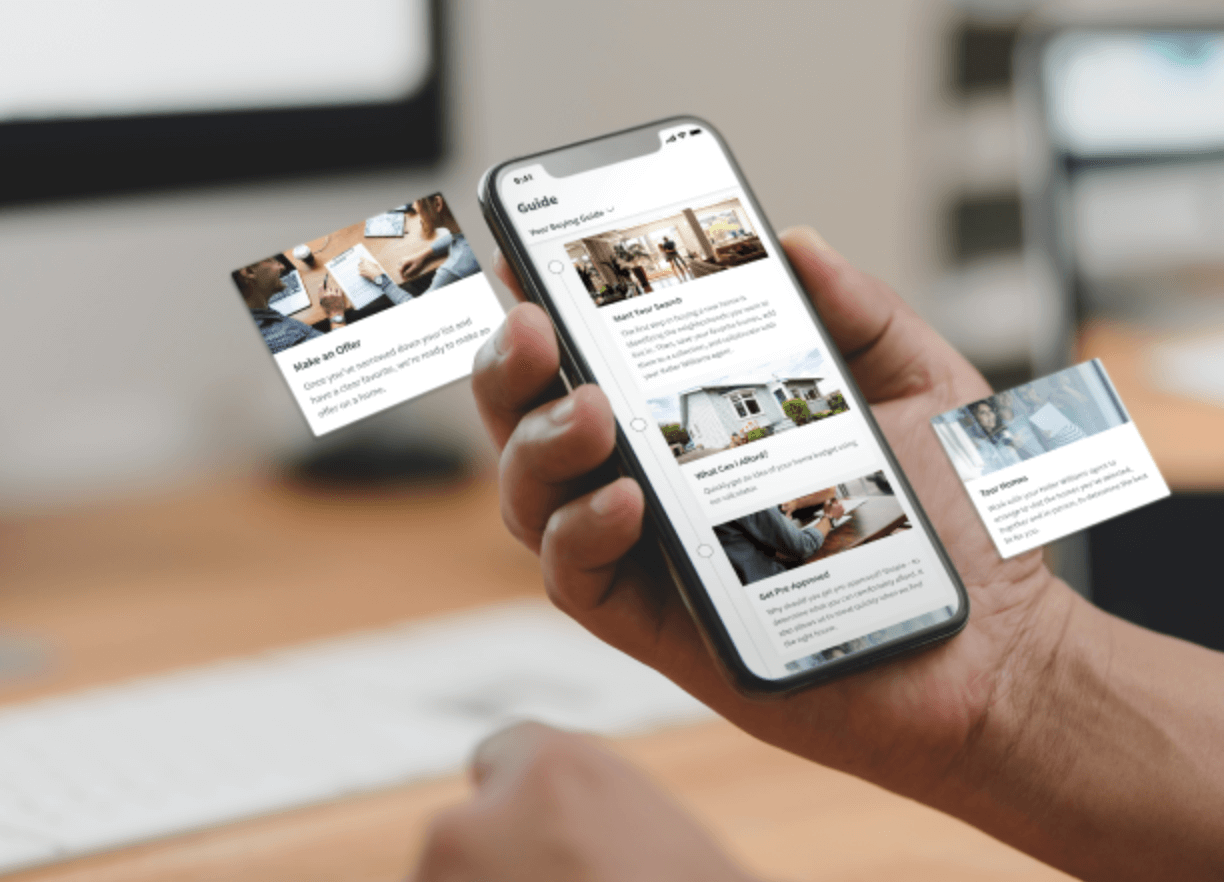 9:41
Guide
Your Buying Guide
Start Your Search
The first step in buying a new home is
identifying the neighborhoods you want to
live in. Then, save your favorite homes, add
them to a collection, and collaborate with
your Keller Williams agent.
What Can I Afford?
Quickly get an idea of your home budget using
our calculator.
Get Pre Approved
Why should you get pre approved? Simple - to
determine what you can comfortably afford. It
also allows us to move quickly when we find
the right house.
Make an Offer
Once you've narrowed down your list and
have a clear favorite, we're ready to make an
offer on a home.
Tour Homes
Work with your Keller Williams agent to
arrange to visit the homes you've selected,
together and in-person, to determine the best
fit for you.